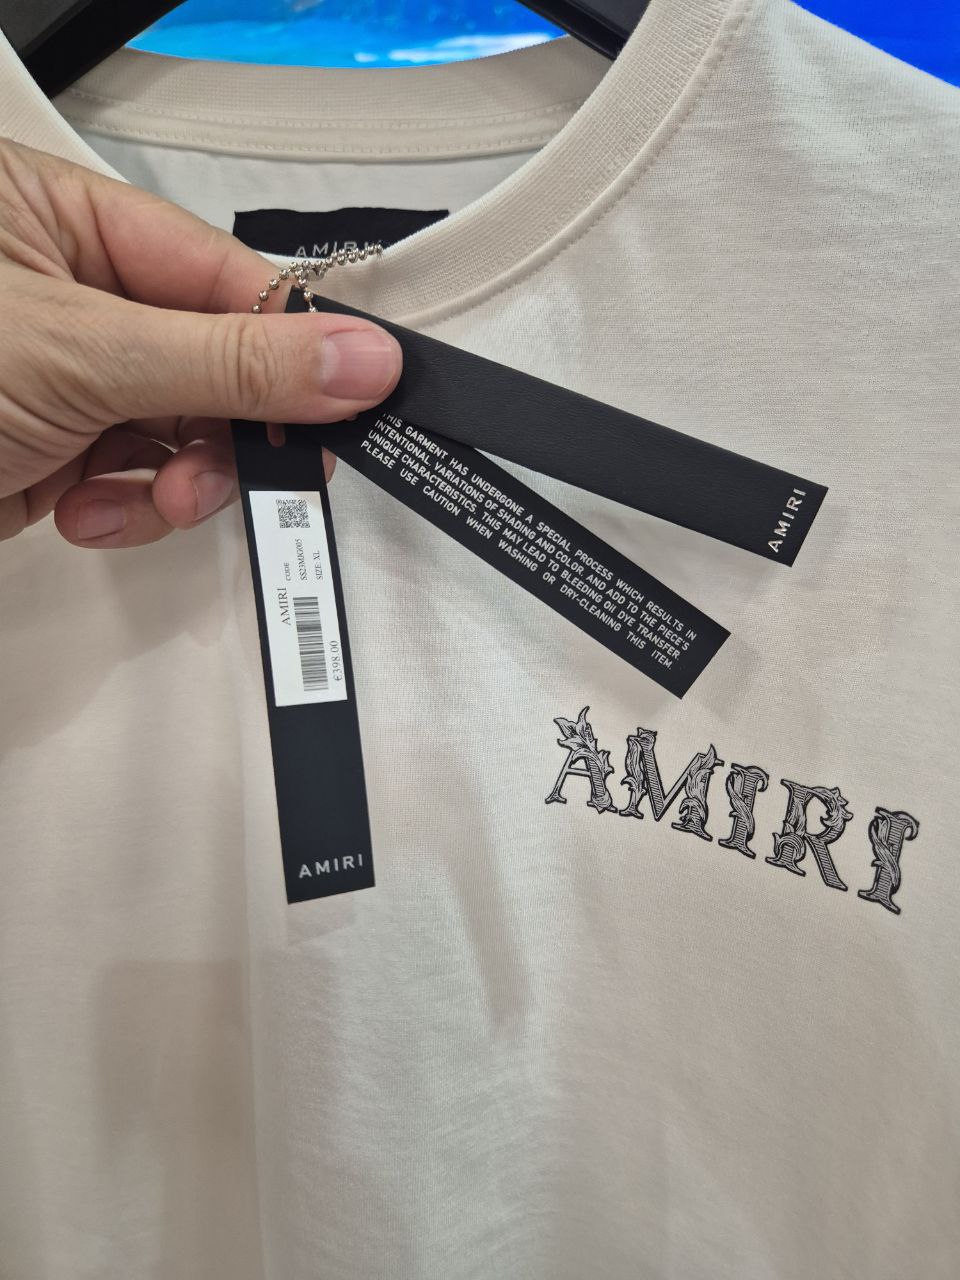 AMIRI
THIS GARMENT HAS UNDERGONE A SPECIAL PROCESS WHICH RESULTS IN
INTENTIONAL VARIATIONS OF SHADING AND COLOR, AND ADD TO THE PIECE'S
UNIQUE CHARACTERISTICS, THIS MAY LEAD TO BLEEDING OR DYE TRANSFER.
PLEASE USE CAUTION WHEN WASHING OR DRY-CLEANING THIS ITEM.
AMIRI
AMIRI
CODE
SS23MJG005
SIZE: XL
€398.00
AMIRI
AMIRI